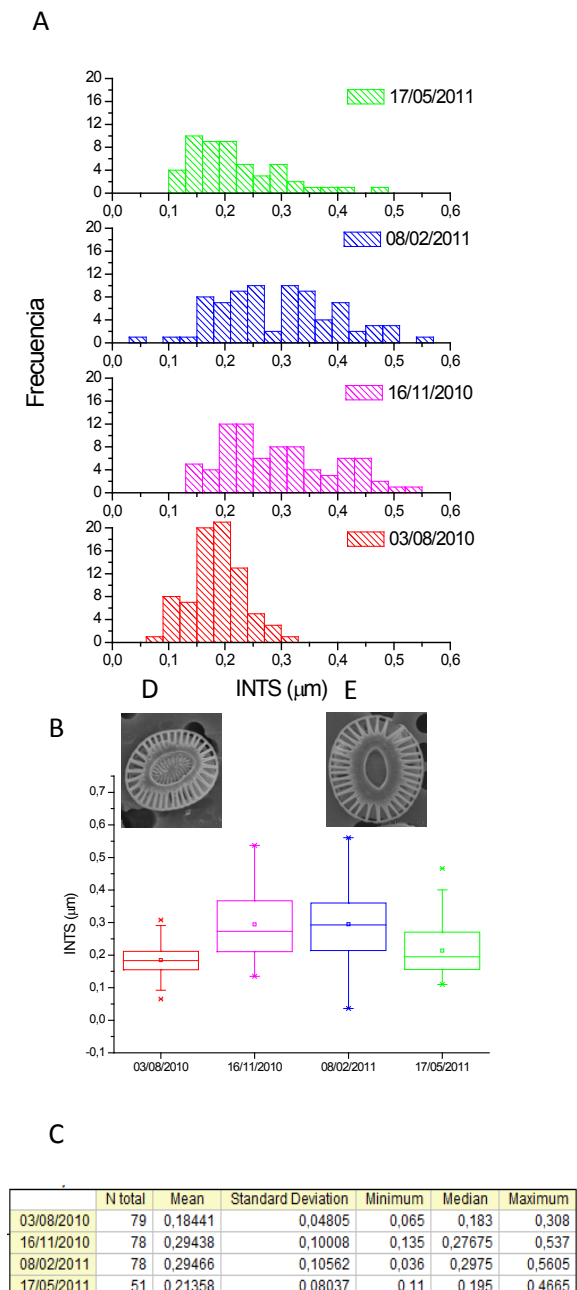 A
20
16
12
8
4
0
17/05/2011
0,0 0,1 0,2 0,3 0,4 0,5 0,6
20
16
12
8
4
0
08/02/2011
0,0 0,1 0,2 0,3 0,4 0,5 0,6
Frecuencia
20
16
12
8
4
0
16/11/2010
0,0 0,1 0,2 0,3 0,4 0,5 0,6
20
16
12
8
4
0
03/08/2010
0,0 0,1 0,2 0,3 0,4 0,5 0,6
INTS (µm)
D E
B
0,7
0,6
0,5
0,4
0,3
0,2
0,1
0,0
-0,1
INTS (µm)
03/08/2010 16/11/2010 08/02/2011 17/05/2011
C
N total Mean Standard Deviation Minimum Median Maximum
03/08/2010 79 0,18441 0,04805 0,065 0,183 0,308
16/11/2010 78 0,29438 0,10008 0,135 0,27675 0,537
08/02/2011 78 0,29466 0,10562 0,036 0,2975 0,5605
17/05/2011 51 0,21358 0,08037 0,11 0,195 0,4665